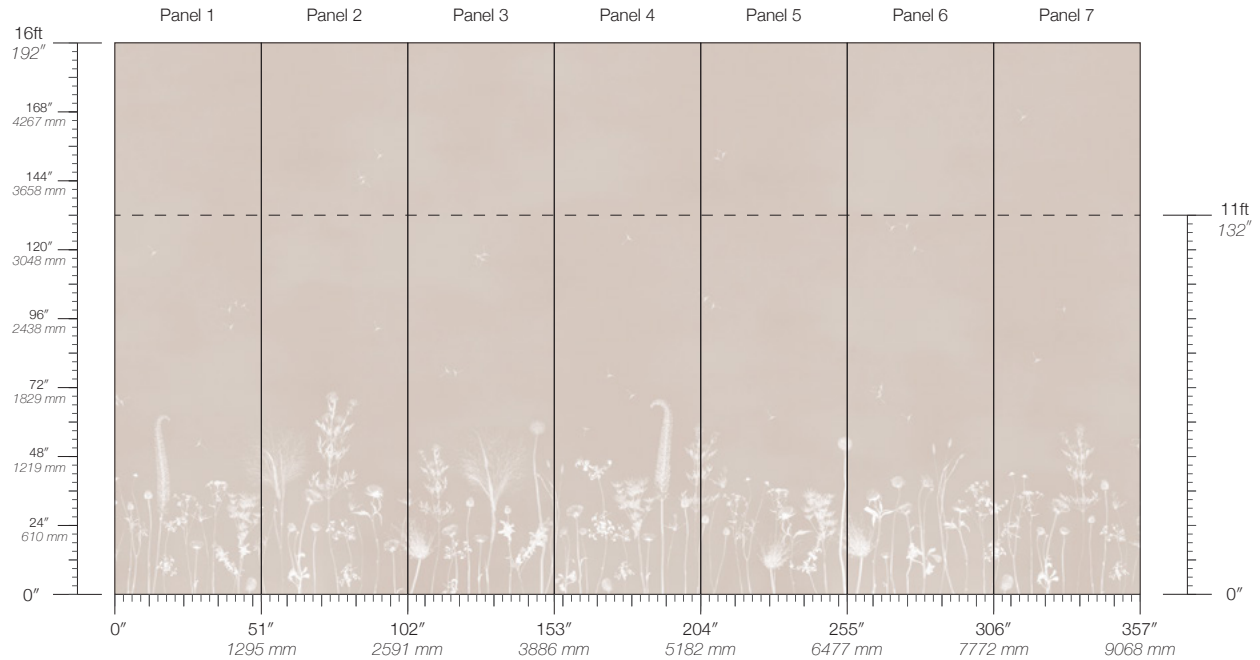 Panel 1 Panel 2 Panel 3 Panel 4 Panel 5 Panel 6 Panel 7
16ft
192″
168″
4267 mm
144″
3658 mm
11ft
132″
120″
3048 mm
96″
2438 mm
72″
1829 mm
48″
1219 mm
24″
610 mm
0″
0″
0″ 51″ 102″ 153″ 204″ 255″ 306″ 357″
1295 mm 2591 mm 3886 mm 5182 mm 6477 mm 7772 mm 9068 mm